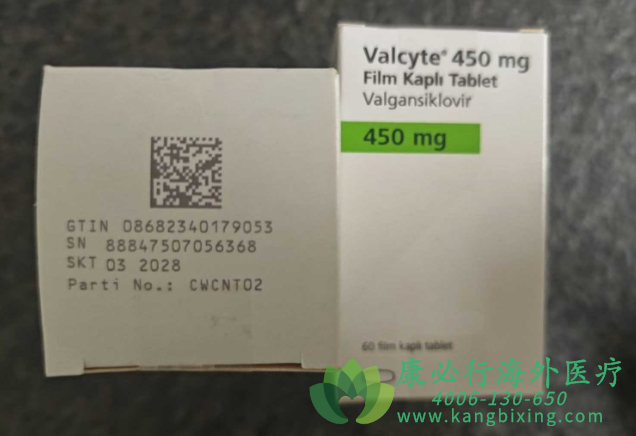 GTIN 08682340179053
SN 88847507056368
SKT 03 2028
Parti No.: CWCNT02
Valcyte® 450 mg
Film Kaplı Tablet
Valgansiklovir
450 mg
60 film kaplı tablet
康必行海外医疗
4006-130-650
www.kangbixing.com